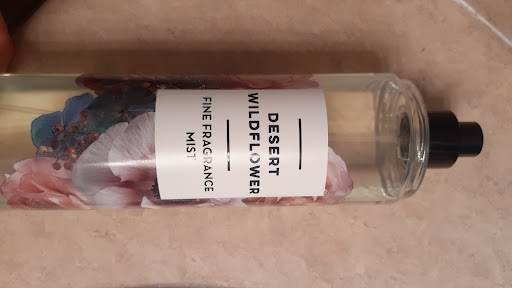 DESERT
WILDFLOWER
FINE FRAGRANCE
MIST